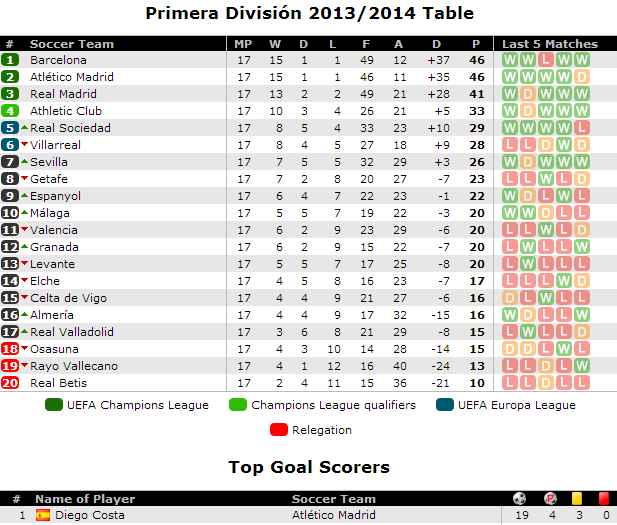 Primera División 2013/2014 Table
# Soccer Team MP W D L F A D P Last 5 Matches
1 Barcelona 17 15 1 1 49 12 +37 46 W W L W W
2 Atlético Madrid 17 15 1 1 46 11 +35 46 W W W W D
3 Real Madrid 17 13 2 2 49 21 +28 41 W D W W W
4 Athletic Club 17 10 3 4 26 21 +5 33 W D W W W
5 Real Sociedad 17 8 5 4 33 23 +10 29 W W W W L
6 Villarreal 17 8 4 5 27 18 +9 28 L L D W D
7 Sevilla 17 7 5 5 32 29 +3 26 W D W W W
8 Getafe 17 7 2 8 20 27 -7 23 L L W L D
9 Espanyol 17 6 4 7 22 23 -1 22 W D L W L
10 Málaga 17 5 5 7 19 22 -3 20 W W D L L
11 Valencia 17 6 2 9 23 29 -6 20 L L W L D
12 Granada 17 6 2 9 15 22 -7 20 L W L L W
13 Levante 17 5 5 7 17 25 -8 20 L W L L L
14 Elche 17 4 5 8 16 23 -7 17 L L L W D
15 Celta de Vigo 17 4 4 9 21 27 -6 16 D L W L L
16 Almería 17 4 4 9 17 32 -15 16 W D L L W
17 Real Valladolid 17 3 6 8 21 29 -8 15 L W L L D
18 Osasuna 17 4 3 10 14 28 -14 15 D D L W L
19 Rayo Vallecano 17 4 1 12 16 40 -24 13 L L D L W
20 Real Betis 17 2 4 11 15 36 -21 10 L L D L L
UEFA Champions League Champions League qualifiers UEFA Europa League
Relegation
Top Goal Scorers
# Name of Player Soccer Team P
1 Diego Costa Atlético Madrid 19 4 3 0